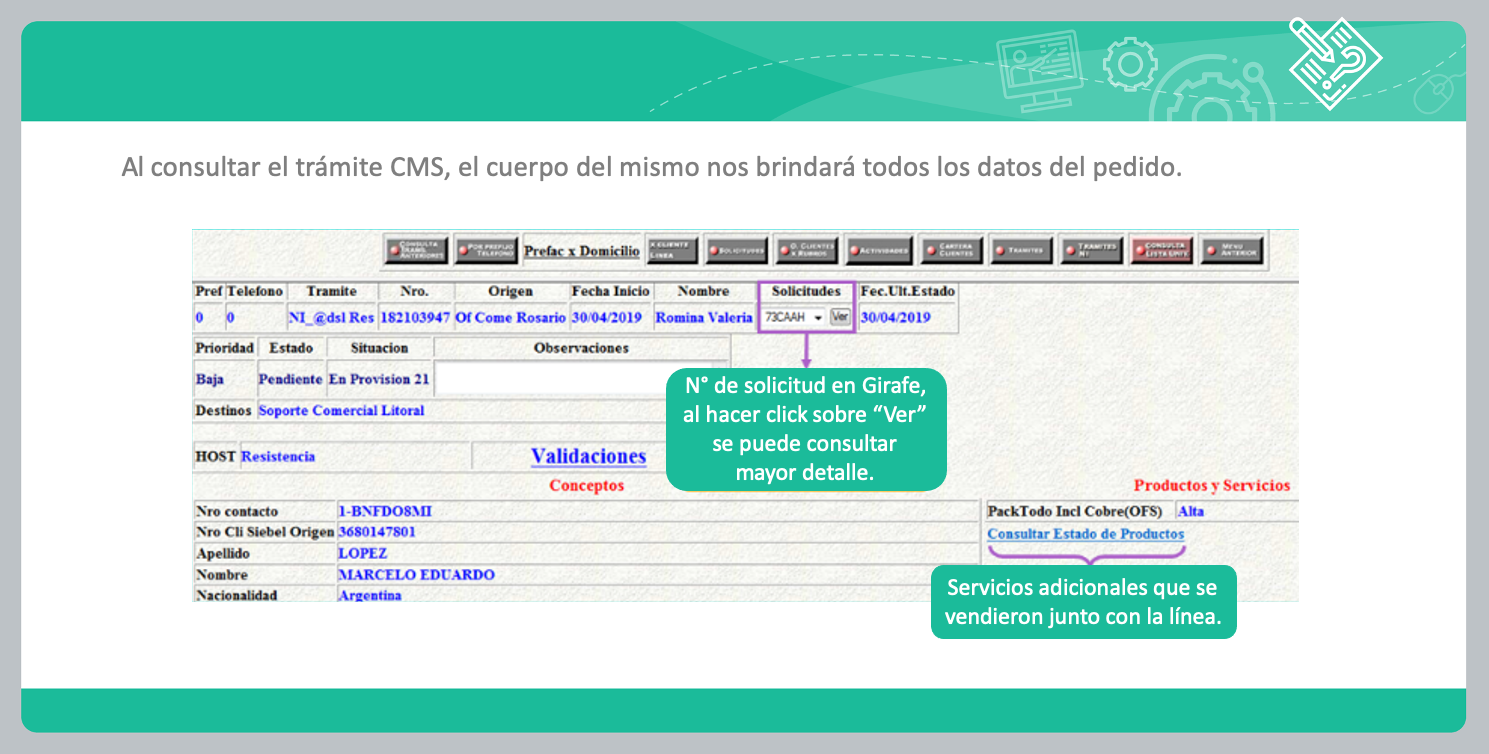 Al consultar el trámite CMS, el cuerpo del mismo nos brindará todos los datos del pedido.
CONSULTA TRANS. ANTERIORES POR PREFIJO TELEFONO Prefac x Domicilio X CLIENTE LINEA SOLICITUDES O. CLIENTES X RUBROS ACTIVIDADES CARTERA CLIENTES TRAMITES TRAMITES NT CONSULTA LISTA UNIF MENU ANTERIOR
Pref Telefono Tramite Nro. Origen Fecha Inicio Nombre Solicitudes Fec.Ult.Estado
0 0 NI_@dsl Res 182103947 Of Come Rosario 30/04/2019 Romina Valeria 73CAAH Ver 30/04/2019
Prioridad Estado Situacion Observaciones
Baja Pendiente En Provision 21
Destinos Soporte Comercial Litoral
N° de solicitud en Girafe,
al hacer click sobre “Ver”
se puede consultar
mayor detalle.
HOST Resistencia Validaciones
Conceptos Productos y Servicios
Nro contacto 1-BNFDO8MI PackTodo Incl Cobre(OFS) Alta
Nro Cli Siebel Origen 3680147801 Consultar Estado de Productos
Apellido LOPEZ
Nombre MARCELO EDUARDO
Nacionalidad Argentina
Servicios adicionales que se
vendieron junto con la línea.